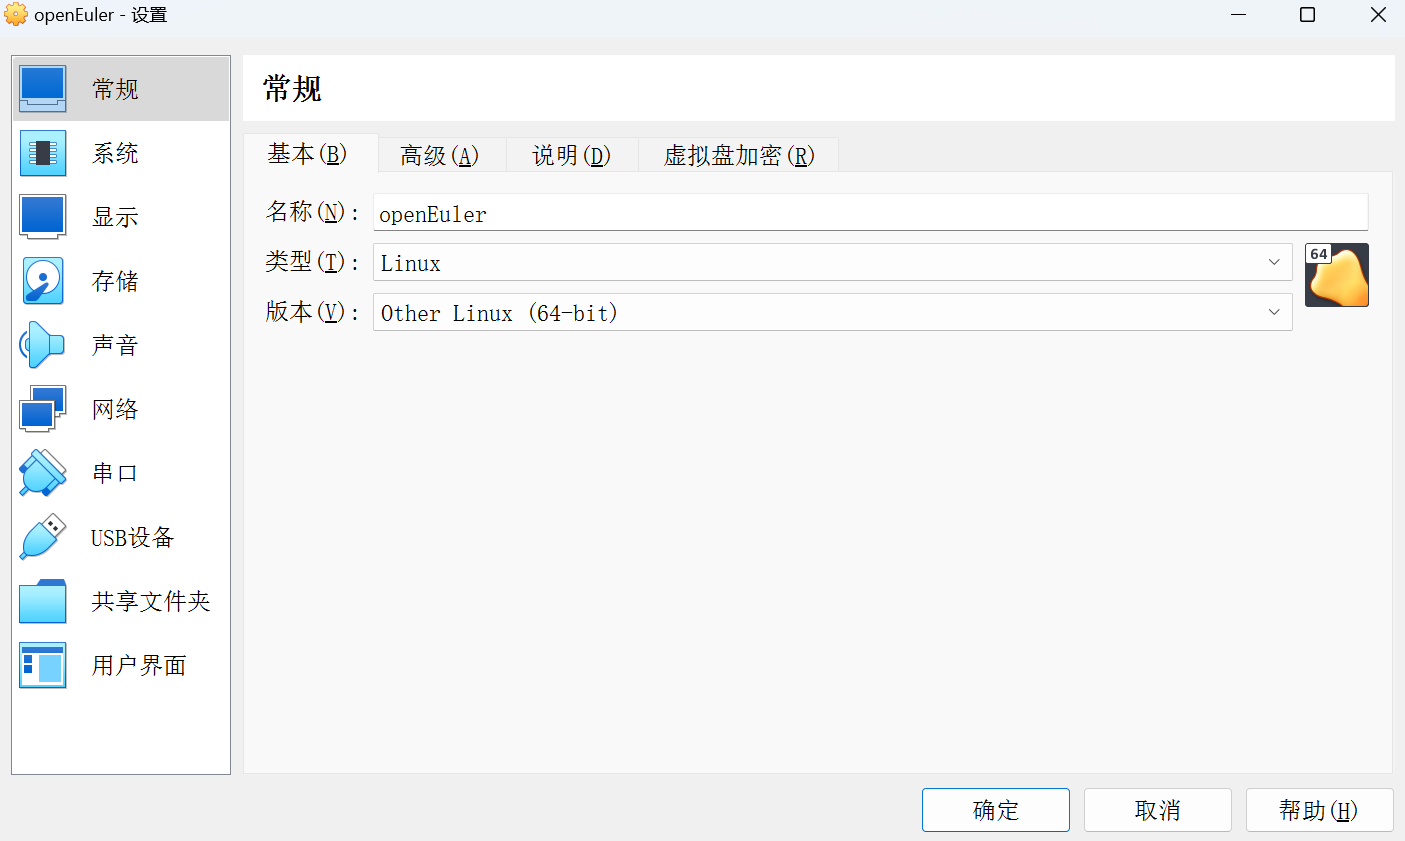 openEuler - 设置
常规
系统
显示
存储
声音
网络
串口
USB设备
共享文件夹
用户界面
常规
基本(B) 高级(A) 说明(D) 虚拟盘加密(R)
名称(N): openEuler
类型(T): Linux
64
版本(V): Other Linux (64-bit)
确定 取消 帮助(H)